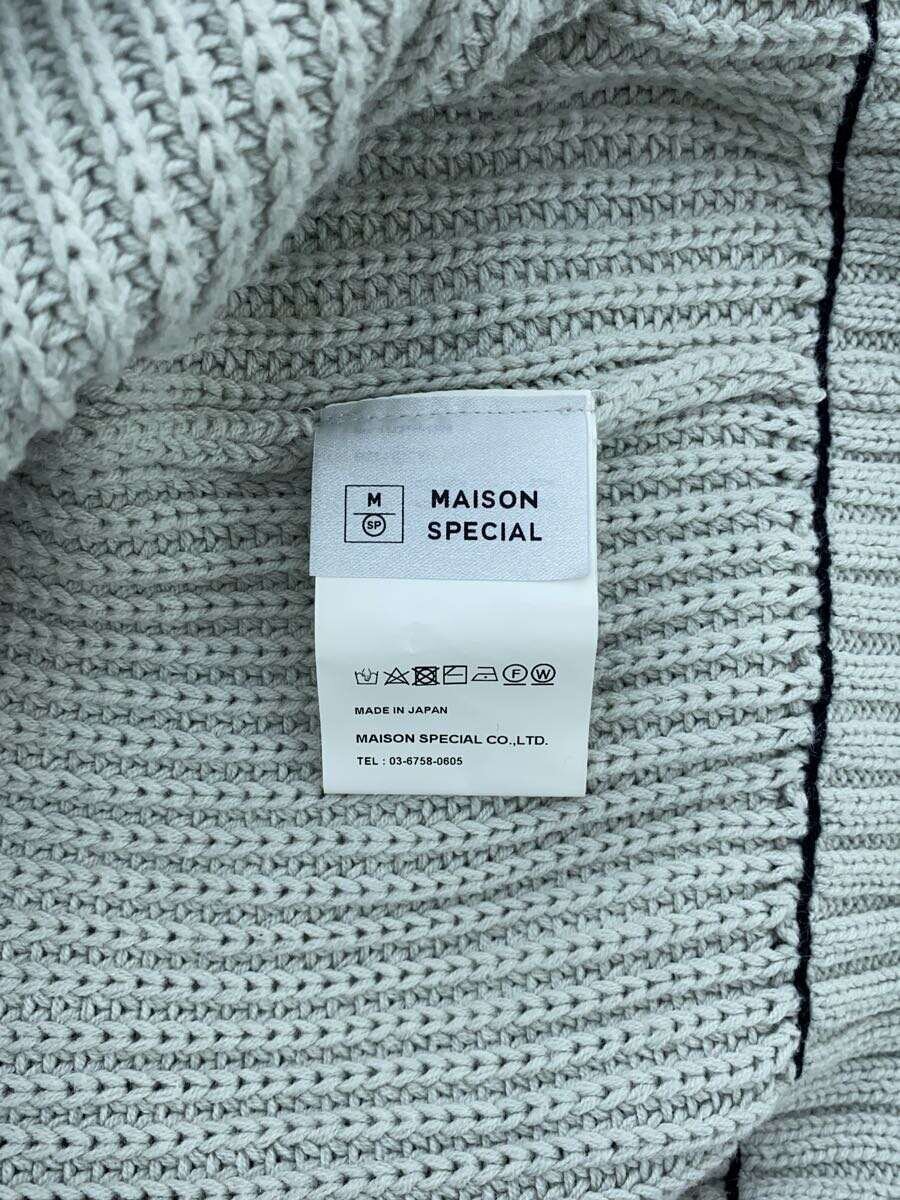 M
SP
MAISON
SPECIAL
F W
MADE IN JAPAN
MAISON SPECIAL CO.,LTD.
TEL : 03-6758-0605